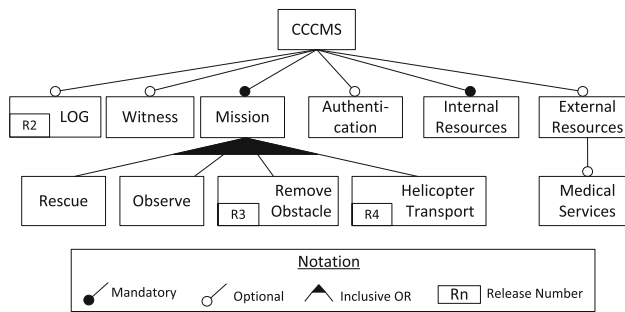 CCCMS
LOG
R2
Witness
Mission
Authenti-
cation
Internal
Resources
External
Resources
Rescue
Observe
Remove
Obstacle
R3
Helicopter
Transport
R4
Medical
Services
Notation
Mandatory
Optional
Inclusive OR
Rn
Release Number